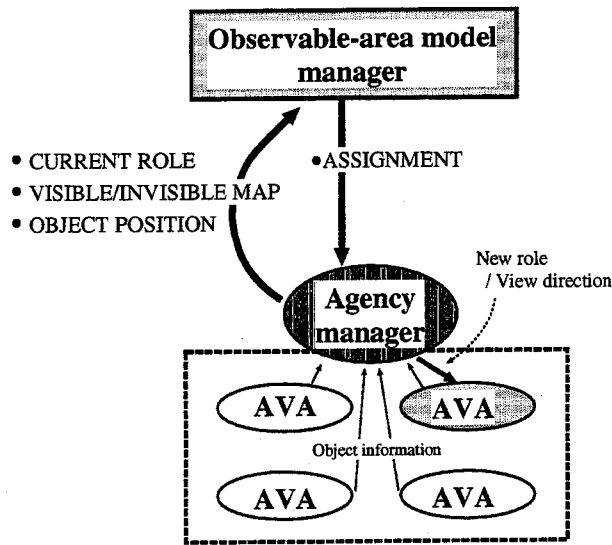 Observable-area model
manager
• CURRENT ROLE
• VISIBLE/INVISIBLE MAP
• OBJECT POSITION
•ASSIGNMENT
New role
/ View direction
Agency
manager
AVA
AVA
Object information
AVA
AVA